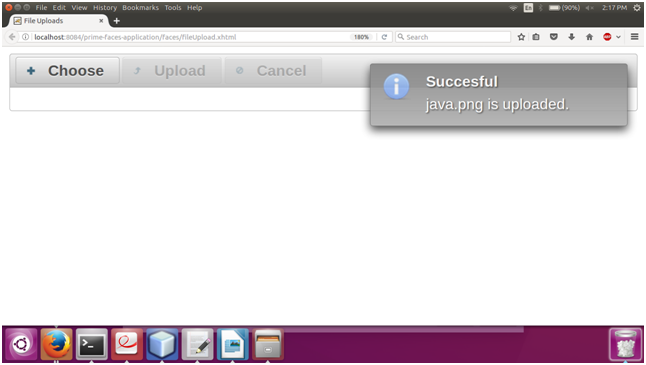 File Edit View History Bookmarks Tools Help
En
(90%)
2:17 PM
File Uploads
localhost:8084/prime-faces-application/faces/fileUpload.xhtml
180%
Search
Choose
Upload
Cancel
Succesful
java.png is uploaded.